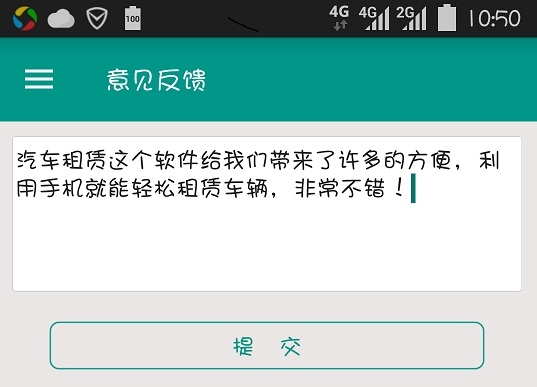 100 4G 4G 2G 10:50
意见反馈
汽车租赁这个软件给我们带来了许多的方便，利
用手机就能轻松租赁车辆，非常不错！
提 交